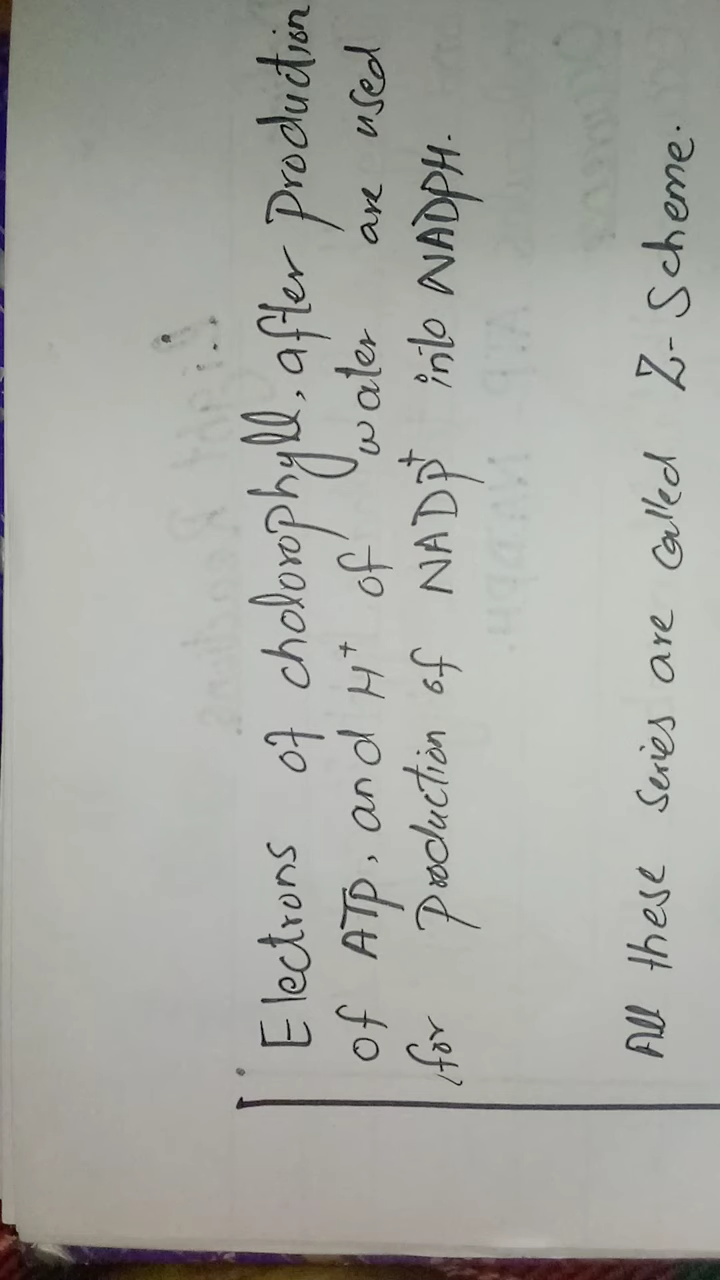 Electrons of cholorophyll, after production
of ATP, and H+ of water are used
for production of NADP+ into NADPH.
All these series are called Z-Scheme.